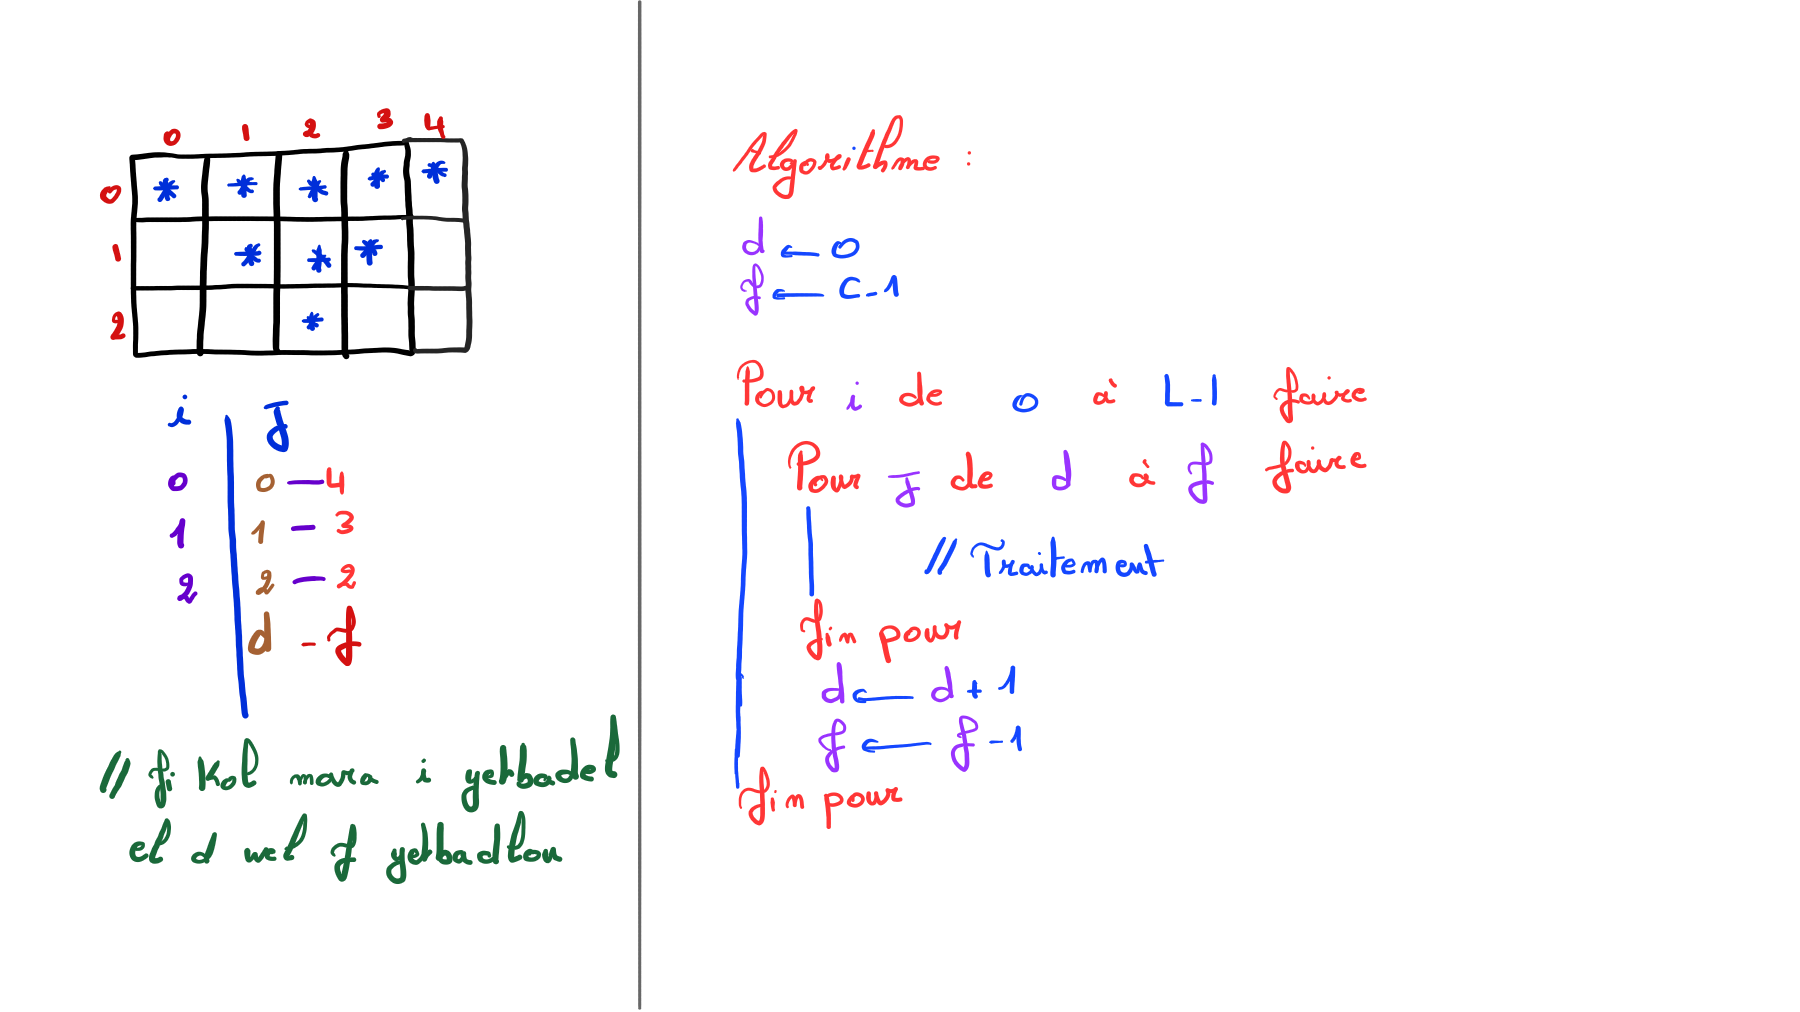 0 1 2 3 4
0 * * * * *
1 * * *
2 *
i J
0 0 — 4
1 1 - 3
2 2 — 2
d - f
// fi Kol mara i yetbadel
el d wel f yetbadlou
Algorithme :
d ← 0
f ← C-1
Pour i de 0 à L-1 faire
Pour J de d à f faire
// Traitement
fin pour
d ← d + 1
f ← f - 1
fin pour